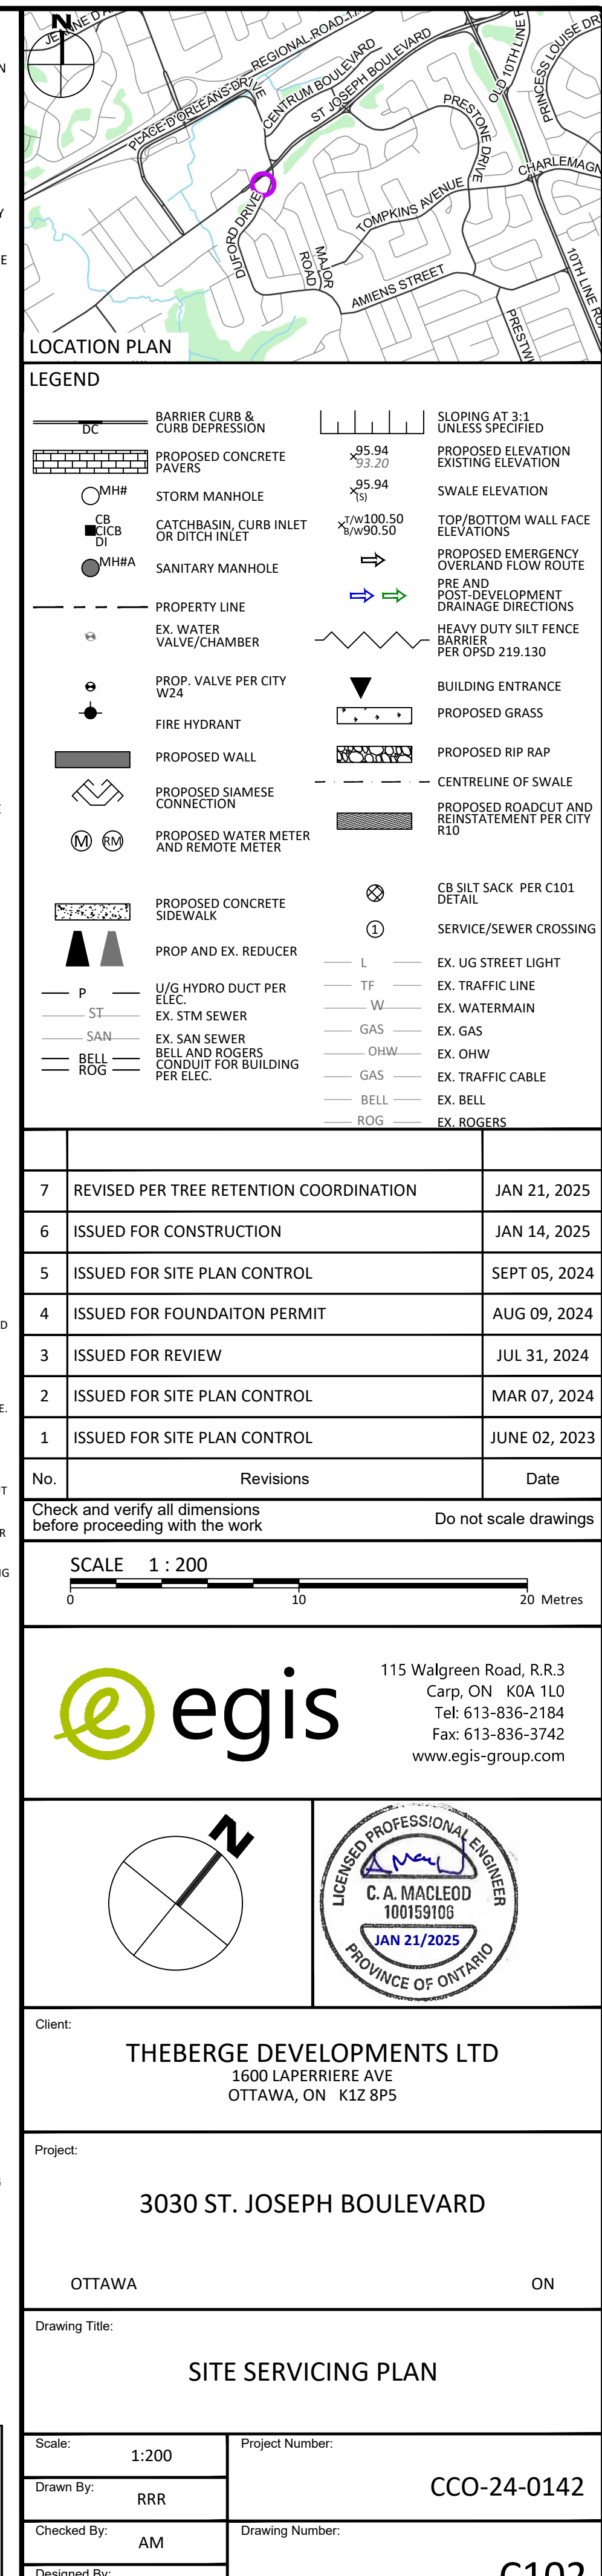 N
PLACE D'ORLEANS DRIVE
CENTRUM BOULEVARD
ST JOSEPH BOULEVARD
OLD 10TH LINE
PRINCESS LOUISE
PRESTONE DRIVE
TOMPKINS AVENUE
DUFORD DRIVE
MAJOR ROAD
AMIENS STREET
LOCATION PLAN
LEGEND
DC
BARRIER CURB &
CURB DEPRESSION
PROPOSED CONCRETE
PAVERS
MH#
STORM MANHOLE
CB
CICB
DI
CATCHBASIN, CURB INLET
OR DITCH INLET
MH#A
SANITARY MANHOLE
PROPERTY LINE
EX. WATER
VALVE/CHAMBER
PROP. VALVE PER CITY
W24
FIRE HYDRANT
PROPOSED WALL
PROPOSED SIAMESE
CONNECTION
M RM
PROPOSED WATER METER
AND REMOTE METER
PROPOSED CONCRETE
SIDEWALK
PROP AND EX. REDUCER
P
U/G HYDRO DUCT PER
ELEC.
ST
EX. STM SEWER
SAN
EX. SAN SEWER
BELL
ROG
BELL AND ROGERS
CONDUIT FOR BUILDING
PER ELEC.
SLOPING AT 3:1
UNLESS SPECIFIED
95.94
93.20
PROPOSED ELEVATION
EXISTING ELEVATION
95.94
(S)
SWALE ELEVATION
T/W100.50
B/W90.50
TOP/BOTTOM WALL FACE
ELEVATIONS
PROPOSED EMERGENCY
OVERLAND FLOW ROUTE
PRE AND
POST-DEVELOPMENT
DRAINAGE DIRECTIONS
HEAVY DUTY SILT FENCE
BARRIER
PER OPSD 219.130
BUILDING ENTRANCE
PROPOSED GRASS
PROPOSED RIP RAP
CENTRELINE OF SWALE
PROPOSED ROADCUT AND
REINSTATEMENT PER CITY
R10
CB SILT SACK PER C101
DETAIL
1
SERVICE/SEWER CROSSING
L
EX. UG STREET LIGHT
TF
EX. TRAFFIC LINE
W
EX. WATERMAIN
GAS
EX. GAS
OHW
EX. OHW
GAS
EX. TRAFFIC CABLE
BELL
EX. BELL
ROG
EX. ROGERS
7 REVISED PER TREE RETENTION COORDINATION JAN 21, 2025
6 ISSUED FOR CONSTRUCTION JAN 14, 2025
5 ISSUED FOR SITE PLAN CONTROL SEPT 05, 2024
4 ISSUED FOR FOUNDAITON PERMIT AUG 09, 2024
3 ISSUED FOR REVIEW JUL 31, 2024
2 ISSUED FOR SITE PLAN CONTROL MAR 07, 2024
1 ISSUED FOR SITE PLAN CONTROL JUNE 02, 2023
No. Revisions Date
Check and verify all dimensions
before proceeding with the work
Do not scale drawings
SCALE 1 : 200
0 10 20 Metres
egis
115 Walgreen Road, R.R.3
Carp, ON K0A 1L0
Tel: 613-836-2184
Fax: 613-836-3742
www.egis-group.com
N
LICENSED PROFESSIONAL ENGINEER
C. A. MACLEOD
100159106
JAN 21/2025
PROVINCE OF ONTARIO
Client:
THEBERGE DEVELOPMENTS LTD
1600 LAPERRIERE AVE
OTTAWA, ON K1Z 8P5
Project:
3030 ST. JOSEPH BOULEVARD
OTTAWA ON
Drawing Title:
SITE SERVICING PLAN
Scale:
1:200
Project Number:
CCO-24-0142
Drawn By:
RRR
Checked By:
AM
Drawing Number:
C102
Designed By: